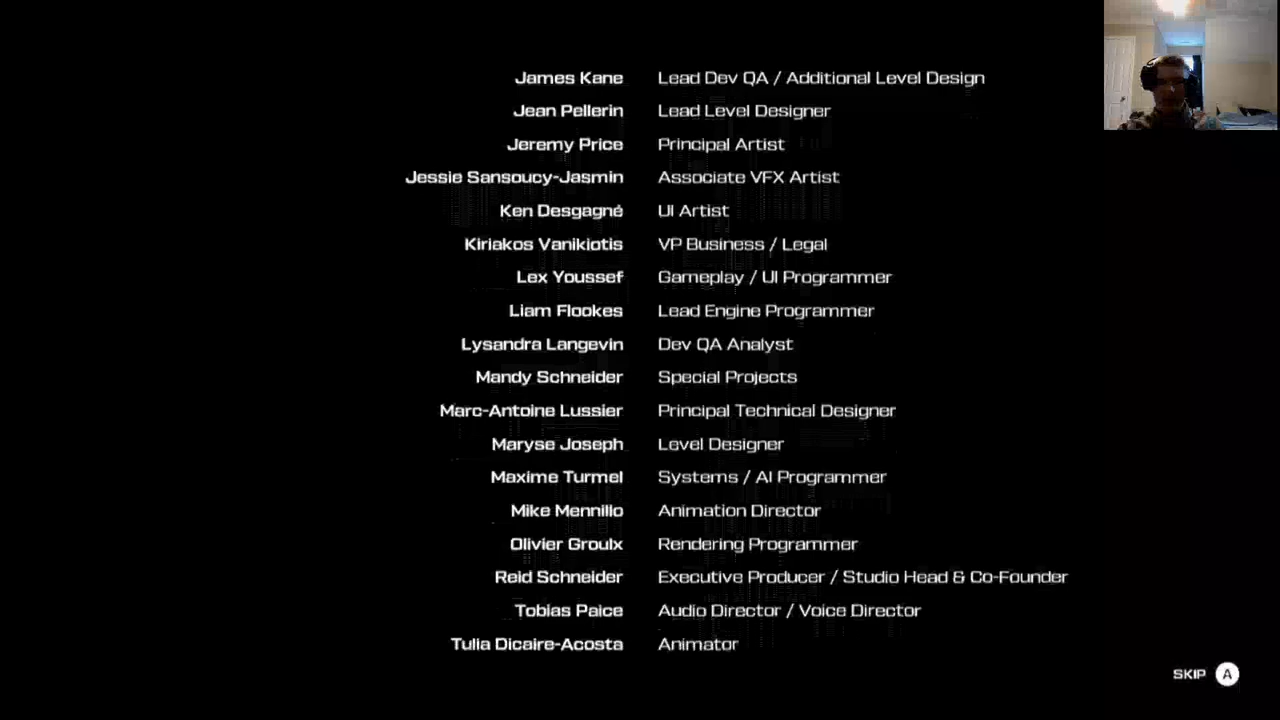 James Kane Lead Dev QA / Additional Level Design
Jean Pellerin Lead Level Designer
Jeremy Price Principal Artist
Jessie Sansoucy-Jasmin Associate VFX Artist
Ken Desgagné UI Artist
Kiriakos Vanikiotis VP Business / Legal
Lex Youssef Gameplay / UI Programmer
Liam Flookes Lead Engine Programmer
Lysandra Langevin Dev QA Analyst
Mandy Schneider Special Projects
Marc-Antoine Lussier Principal Technical Designer
Maryse Joseph Level Designer
Maxime Turmel Systems / AI Programmer
Mike Mennillo Animation Director
Olivier Groulx Rendering Programmer
Reid Schneider Executive Producer / Studio Head & Co-Founder
Tobias Paice Audio Director / Voice Director
Tulia Dicaire-Acosta Animator
SKIP A